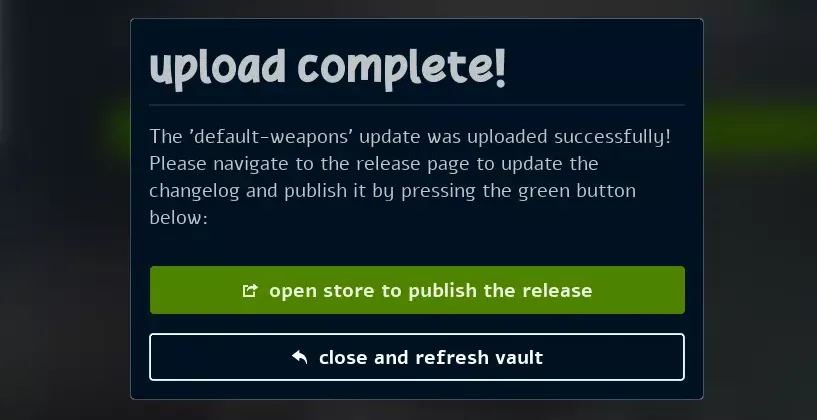 upload complete!
The 'default-weapons' update was uploaded successfully!
Please navigate to the release page to update the
changelog and publish it by pressing the green button
below:
open store to publish the release
close and refresh vault